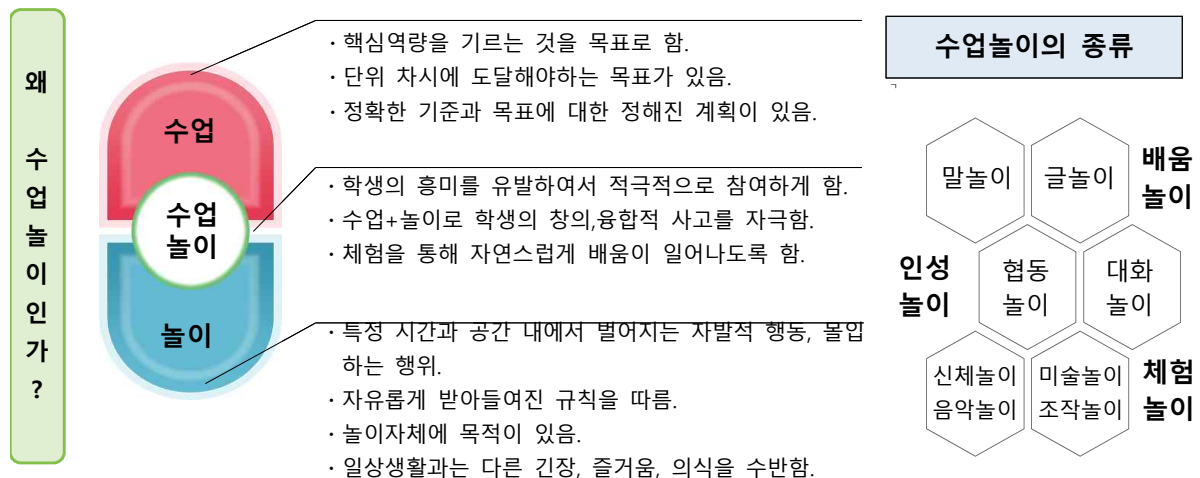 왜 수업놀이인가?
수업
수업
놀이
놀이
· 핵심역량을 기르는 것을 목표로 함.
· 단위 차시에 도달해야하는 목표가 있음.
· 정확한 기준과 목표에 대한 정해진 계획이 있음.
· 학생의 흥미를 유발하여서 적극적으로 참여하게 함.
· 수업+놀이로 학생의 창의,융합적 사고를 자극함.
· 체험을 통해 자연스럽게 배움이 일어나도록 함.
· 특정 시간과 공간 내에서 벌어지는 자발적 행동, 몰입
하는 행위.
· 자유롭게 받아들여진 규칙을 따름.
· 놀이자체에 목적이 있음.
· 일상생활과는 다른 긴장, 즐거움, 의식을 수반함.
수업놀이의 종류
말놀이
글놀이
배움
놀이
인성
놀이
협동
놀이
대화
놀이
신체놀이
음악놀이
미술놀이
조작놀이
체험
놀이